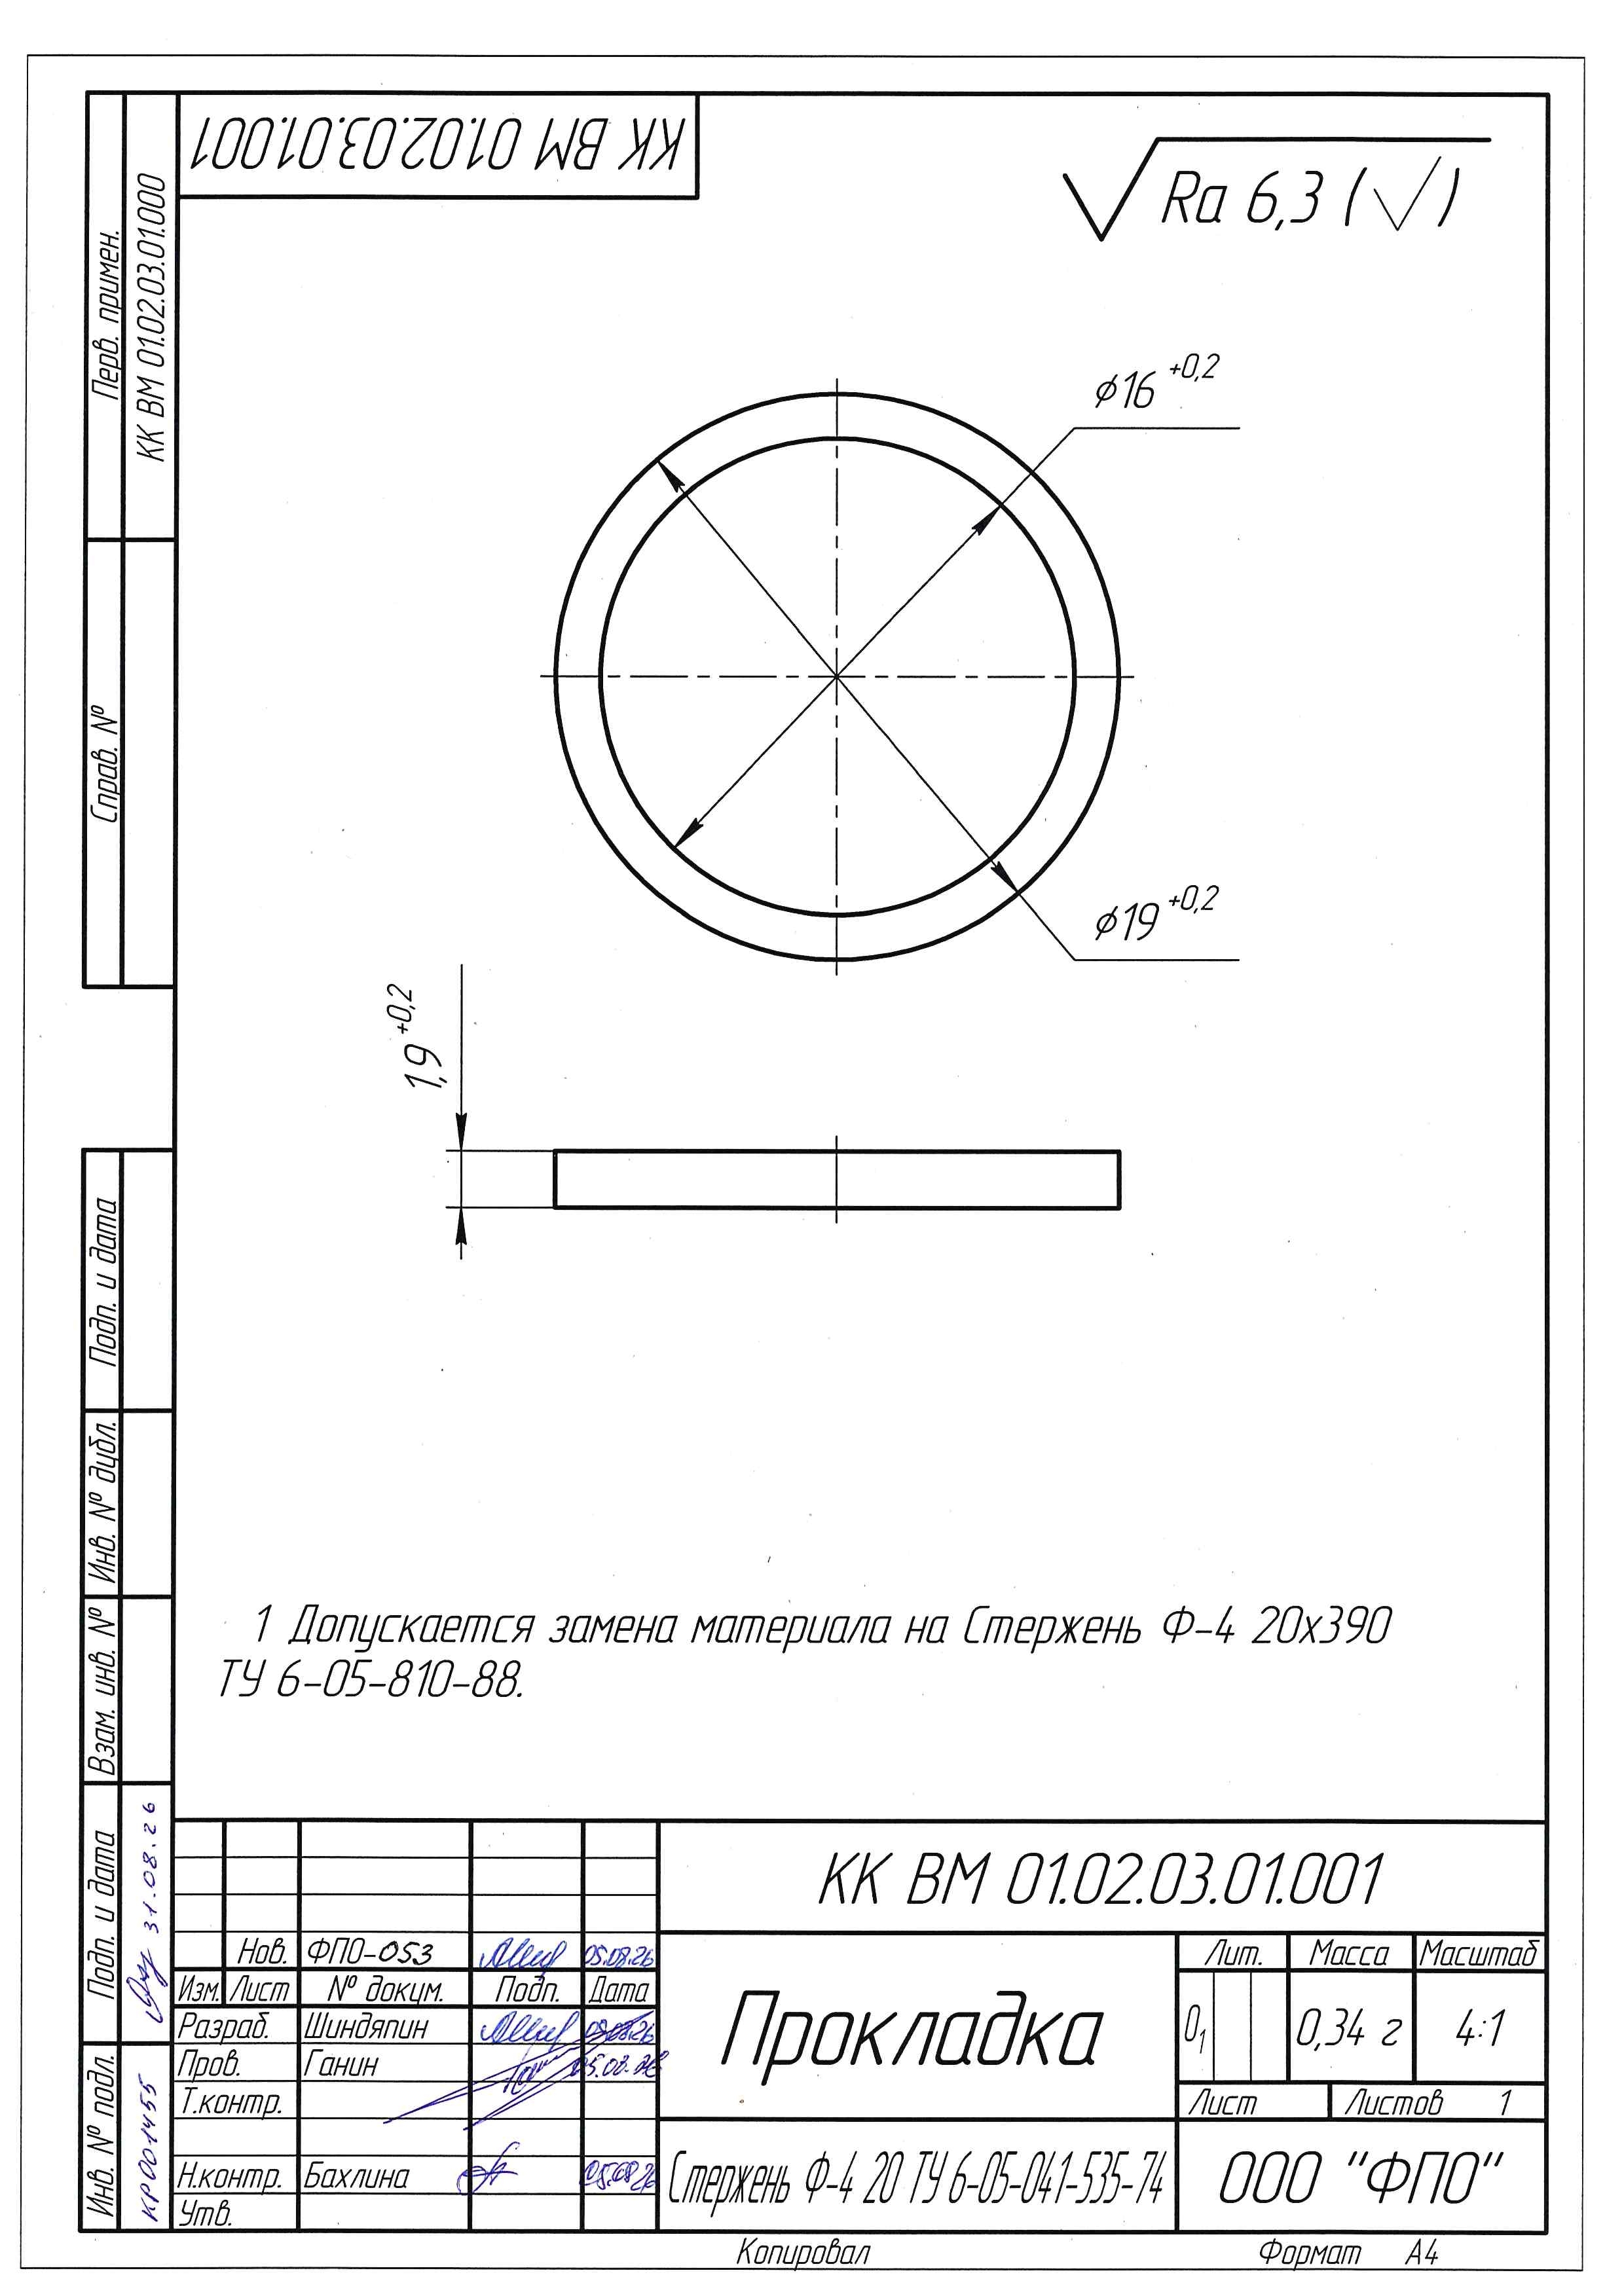 КК ВМ 01.02.03.01.001
Перв. примен.
КК ВМ 01.02.03.01.000
Справ. №
Ra 6,3 (√)
ϕ16 +0,2
ϕ19 +0,2
1,9 +0,2
1 Допускается замена материала на Стержень Ф-4 20х390
ТУ 6-05-810-88.
Подп. и дата
Инв. № дубл.
Взам. инв. №
Подп. и дата
31.08.26
Инв. № подл.
КР001455
КК ВМ 01.02.03.01.001
Нов. ФПО-053 05.08.26
Изм. Лист № докум. Подп. Дата
Разраб. Шиндяпин
Пров. Ганин
Т.контр.
Н.контр. Бахлина 05.08.26
Утв.
Прокладка
Лит. Масса Масштаб
О1 0,34 г 4:1
Лист Листов 1
Стержень Ф-4 20 ТУ 6-05-041-535-74
ООО "ФПО"
Копировал
Формат А4